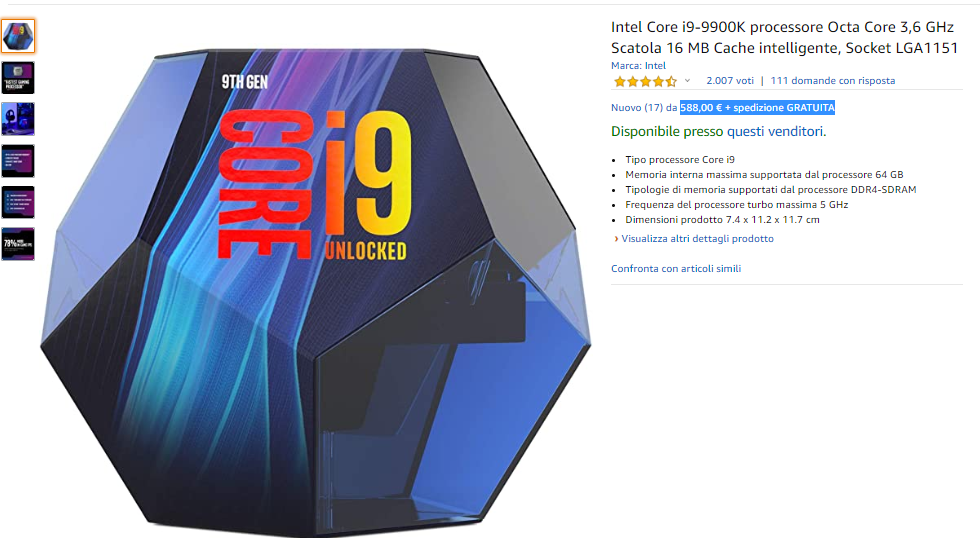 Intel Core i9-9900K processore Octa Core 3,6 GHz
Scatola 16 MB Cache intelligente, Socket LGA1151
Marca: Intel
2.007 voti | 111 domande con risposta
Nuovo (17) da 588,00 € + spedizione GRATUITA
Disponibile presso questi venditori.
• Tipo processore Core i9
• Memoria interna massima supportata dal processore 64 GB
• Tipologie di memoria supportati dal processore DDR4-SDRAM
• Frequenza del processore turbo massima 5 GHz
• Dimensioni prodotto 7.4 x 11.2 x 11.7 cm
› Visualizza altri dettagli prodotto
Confronta con articoli simili
9TH GEN
CORE
i9
UNLOCKED